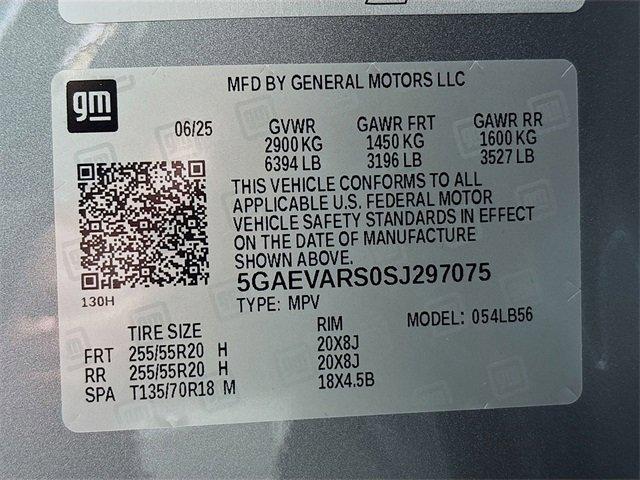 gm
MFD BY GENERAL MOTORS LLC
06/25 GVWR GAWR FRT GAWR RR
2900 KG 1450 KG 1600 KG
6394 LB 3196 LB 3527 LB
THIS VEHICLE CONFORMS TO ALL
APPLICABLE U.S. FEDERAL MOTOR
VEHICLE SAFETY STANDARDS IN EFFECT
ON THE DATE OF MANUFACTURE
SHOWN ABOVE.
5GAEVARS0SJ297075
130H TYPE: MPV
TIRE SIZE RIM MODEL: 054LB56
FRT 255/55R20 H 20X8J
RR 255/55R20 H 20X8J
SPA T135/70R18 M 18X4.5B